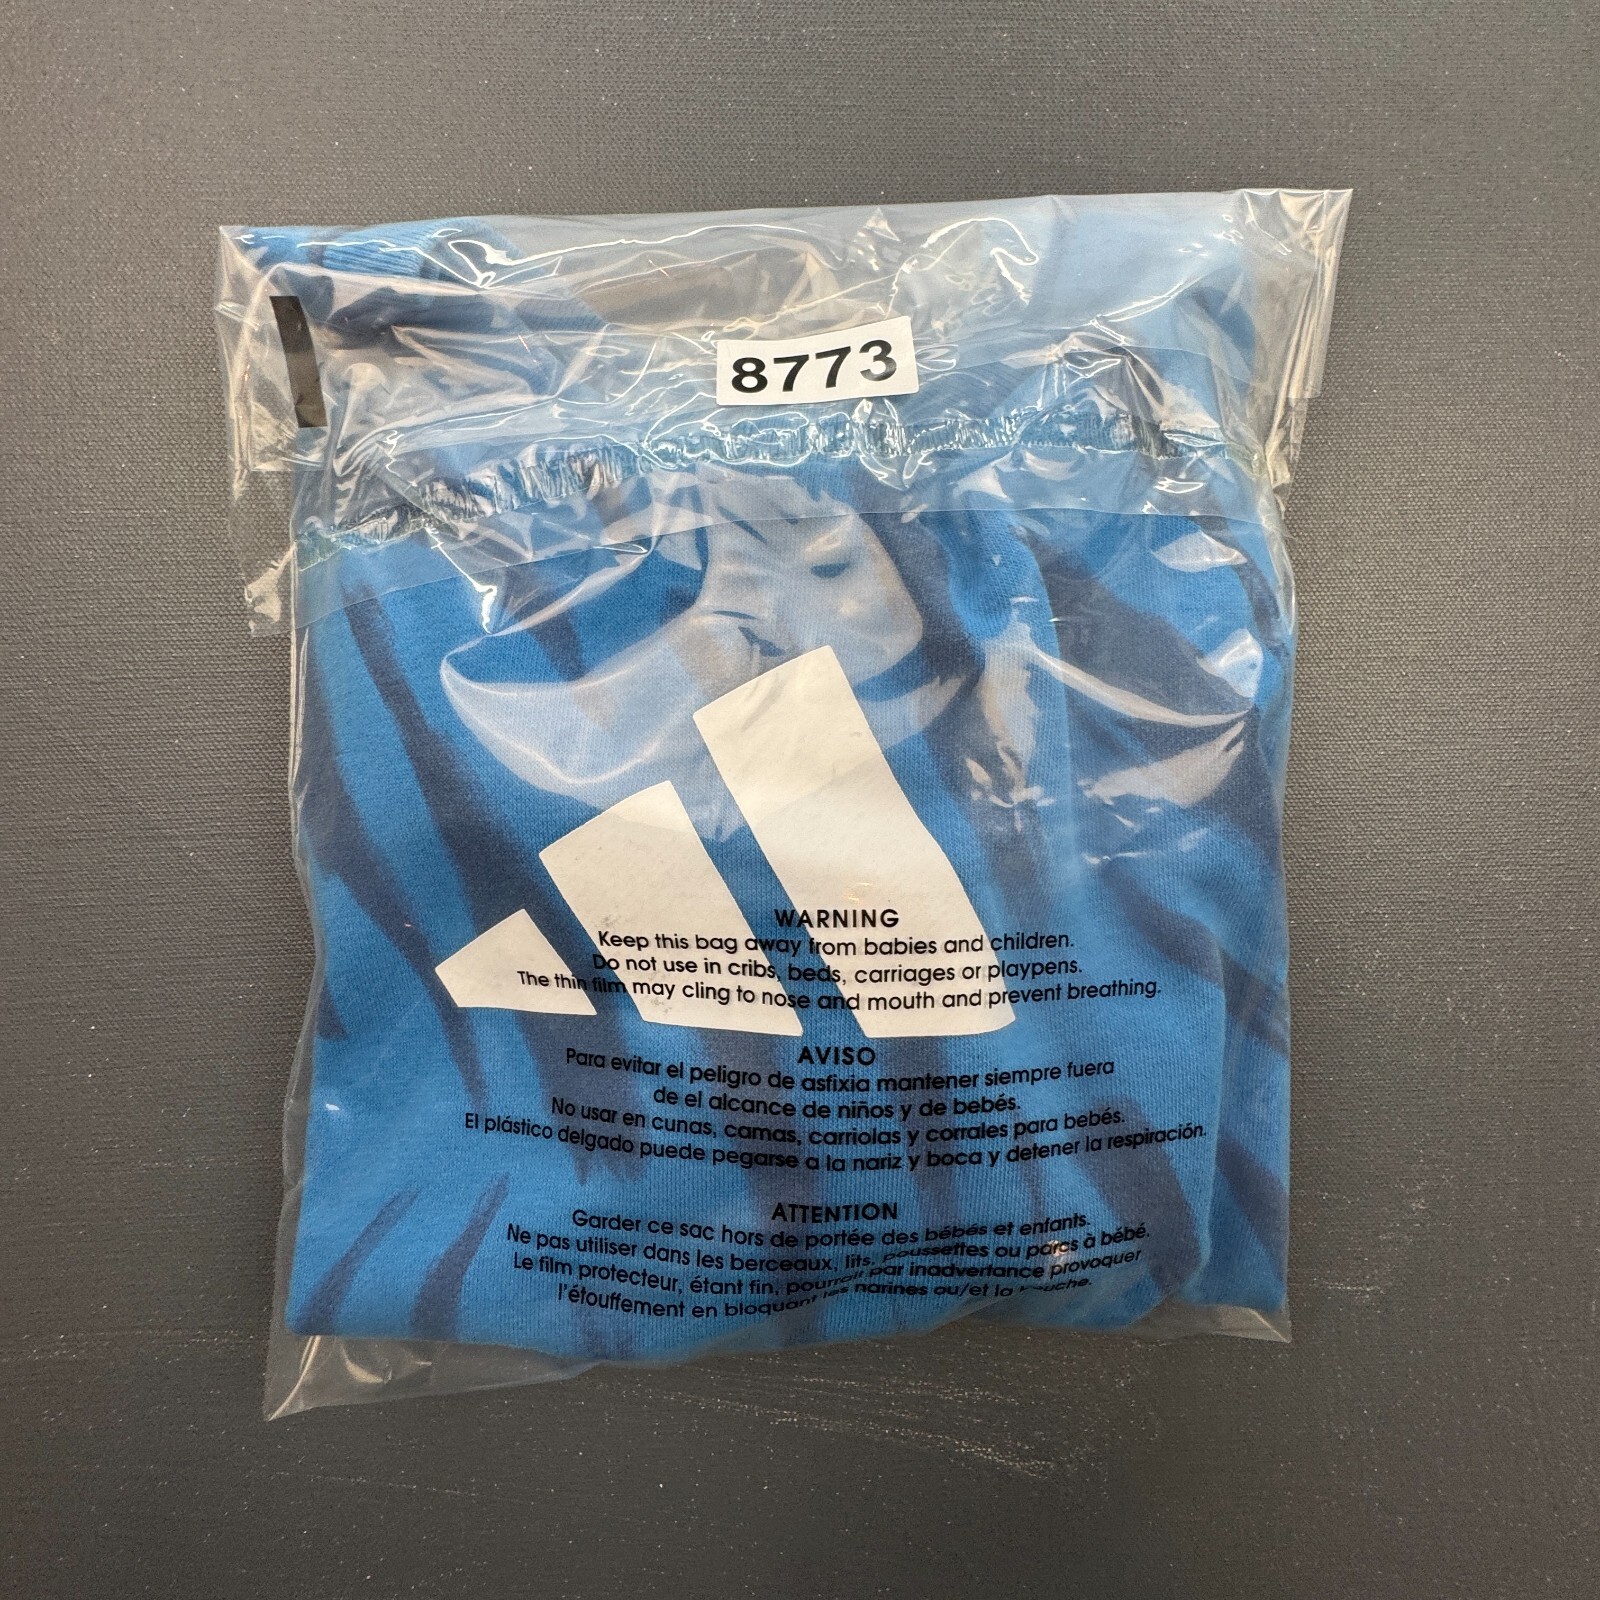 8773
WARNING
Keep this bag away from babies and children.
Do not use in cribs, beds, carriages or playpens.
The thin film may cling to nose and mouth and prevent breathing.
AVISO
Para evitar el peligro de asfixia mantener siempre fuera
de el alcance de niños y de bebés.
No usar en cunas, camas, carriolas y corrales para bebés.
El plástico delgado puede pegarse a la nariz y boca y detener la respiración.
ATTENTION
Garder ce sac hors de portée des bébés et enfants.
Ne pas utiliser dans les berceaux, lits, poussettes ou parcs à bébé.
Le film protecteur, étant fin, pourrait par inadvertance provoquer
l'étouffement en bloquant les narines ou/et la bouche.